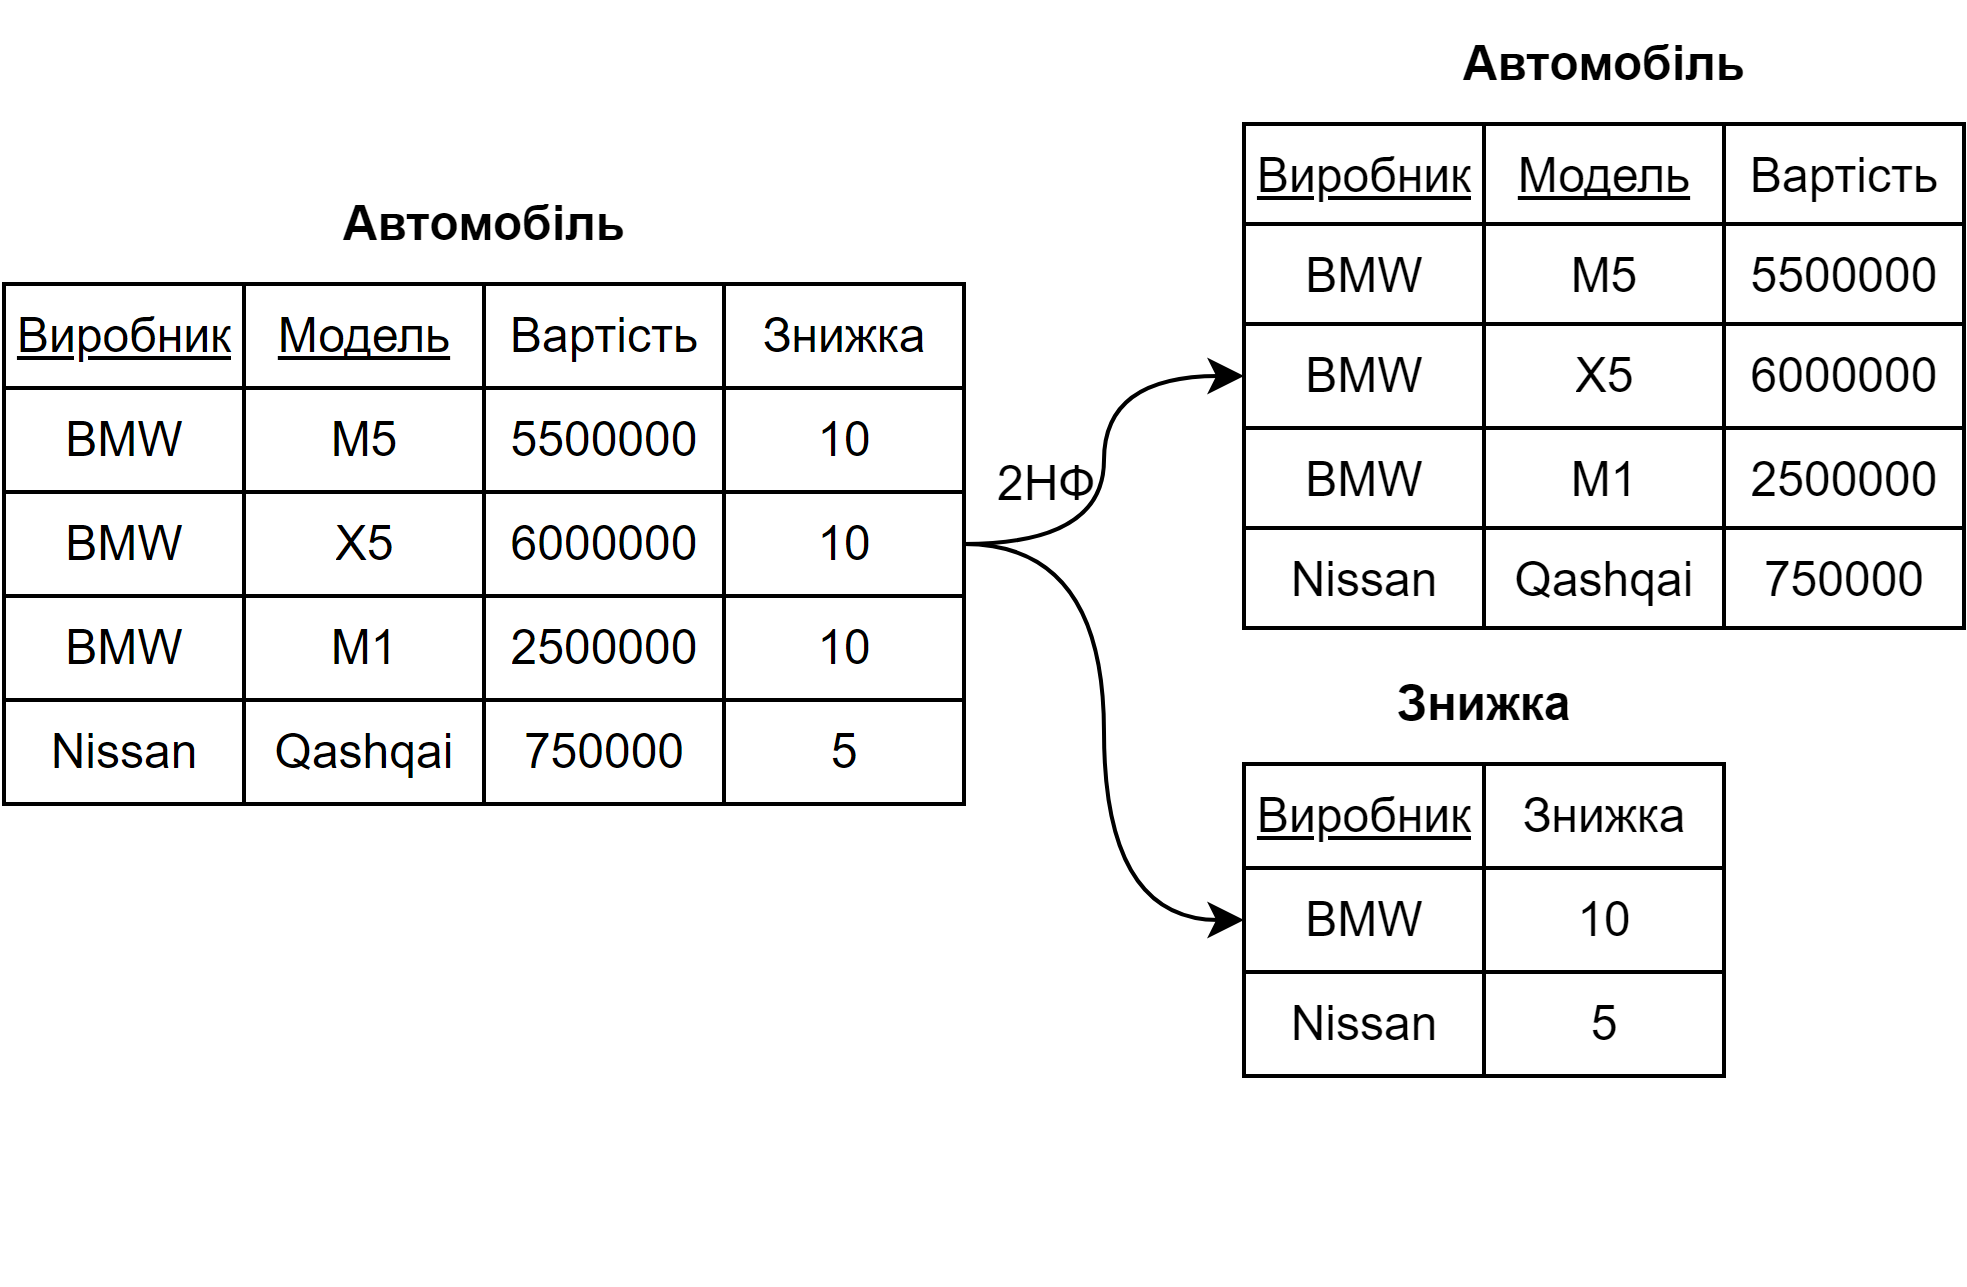 Автомобіль
Виробник Модель Вартість Знижка
BMW M5 5500000 10
BMW X5 6000000 10
BMW M1 2500000 10
Nissan Qashqai 750000 5
2НФ
Автомобіль
Виробник Модель Вартість
BMW M5 5500000
BMW X5 6000000
BMW M1 2500000
Nissan Qashqai 750000
Знижка
Виробник Знижка
BMW 10
Nissan 5